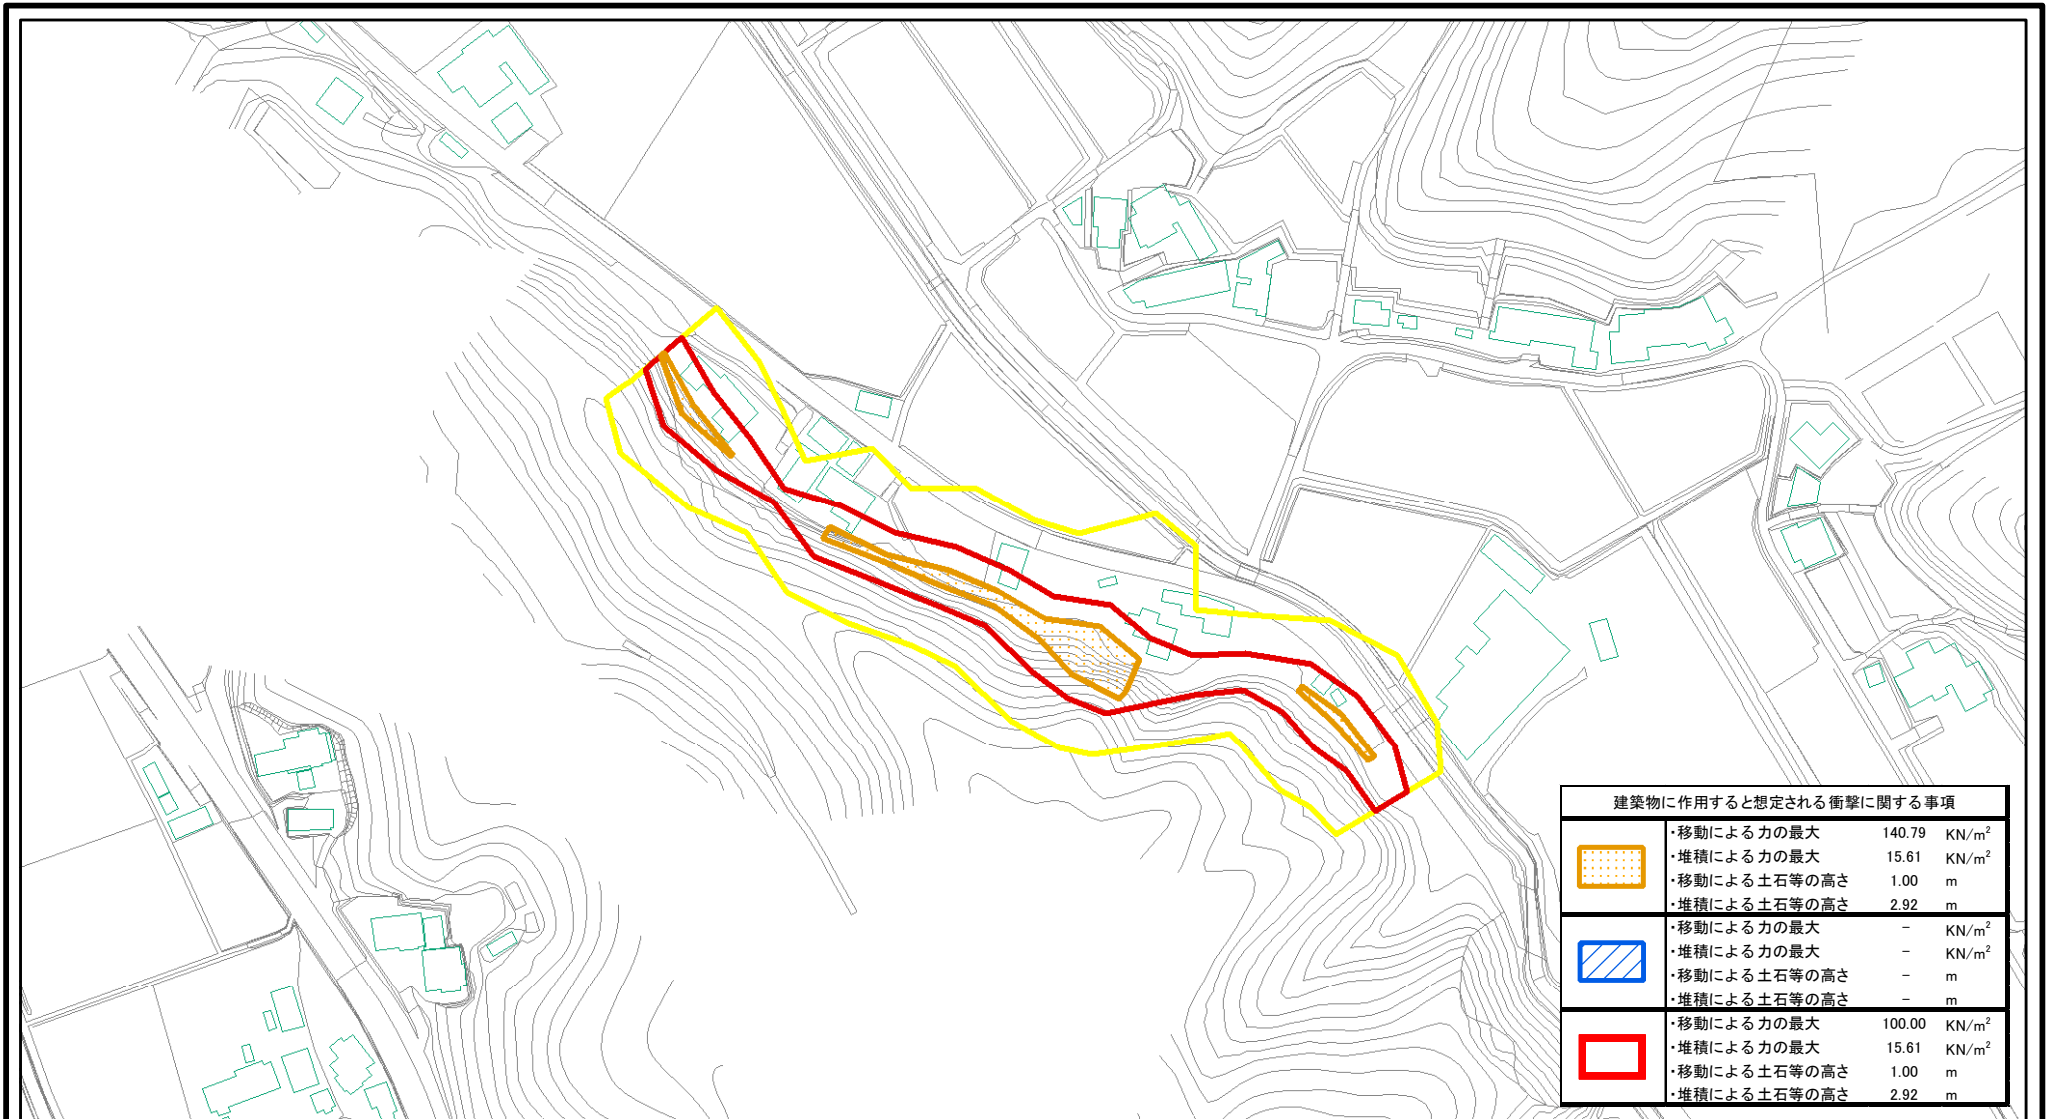 建築物に作用すると想定される衝撃に関する事項
・移動による力の最大 140.79 KN/m²
・堆積による力の最大 15.61 KN/m²
・移動による土石等の高さ 1.00 m
・堆積による土石等の高さ 2.92 m
・移動による力の最大 － KN/m²
・堆積による力の最大 － KN/m²
・移動による土石等の高さ － m
・堆積による土石等の高さ － m
・移動による力の最大 100.00 KN/m²
・堆積による力の最大 15.61 KN/m²
・移動による土石等の高さ 1.00 m
・堆積による土石等の高さ 2.92 m